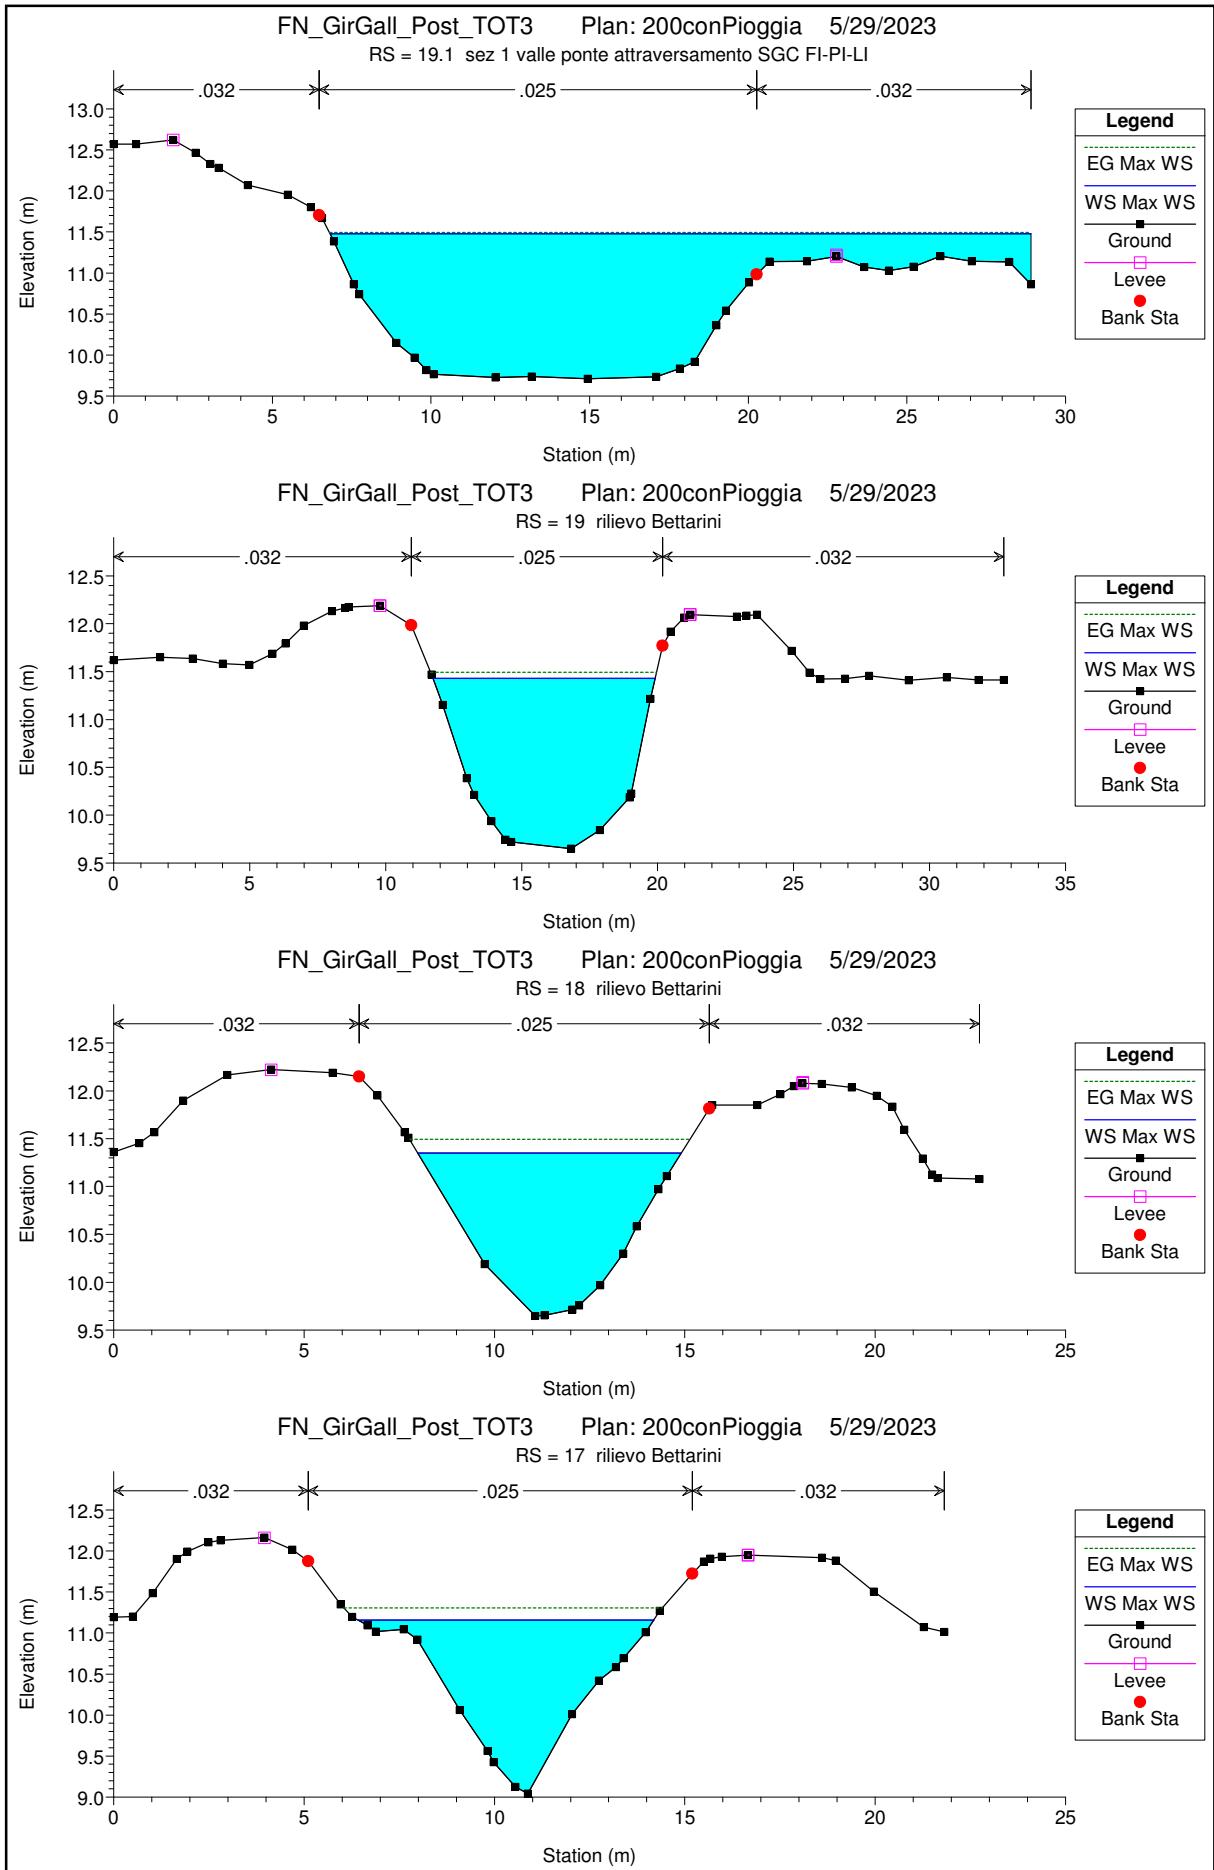 FN_GirGall_Post_TOT3 Plan: 200conPioggia 5/29/2023
RS = 19.1 sez 1 valle ponte attraversamento SGC FI-PI-LI
.032 .025 .032
13.0
12.5
12.0
11.5
11.0
10.5
10.0
9.5
Elevation (m)
0 5 10 15 20 25 30
Station (m)
Legend
EG Max WS
WS Max WS
Ground
Levee
Bank Sta
FN_GirGall_Post_TOT3 Plan: 200conPioggia 5/29/2023
RS = 19 rilievo Bettarini
.032 .025 .032
12.5
12.0
11.5
11.0
10.5
10.0
9.5
Elevation (m)
0 5 10 15 20 25 30 35
Station (m)
Legend
EG Max WS
WS Max WS
Ground
Levee
Bank Sta
FN_GirGall_Post_TOT3 Plan: 200conPioggia 5/29/2023
RS = 18 rilievo Bettarini
.032 .025 .032
12.5
12.0
11.5
11.0
10.5
10.0
9.5
Elevation (m)
0 5 10 15 20 25
Station (m)
Legend
EG Max WS
WS Max WS
Ground
Levee
Bank Sta
FN_GirGall_Post_TOT3 Plan: 200conPioggia 5/29/2023
RS = 17 rilievo Bettarini
.032 .025 .032
12.5
12.0
11.5
11.0
10.5
10.0
9.5
9.0
Elevation (m)
0 5 10 15 20 25
Station (m)
Legend
EG Max WS
WS Max WS
Ground
Levee
Bank Sta